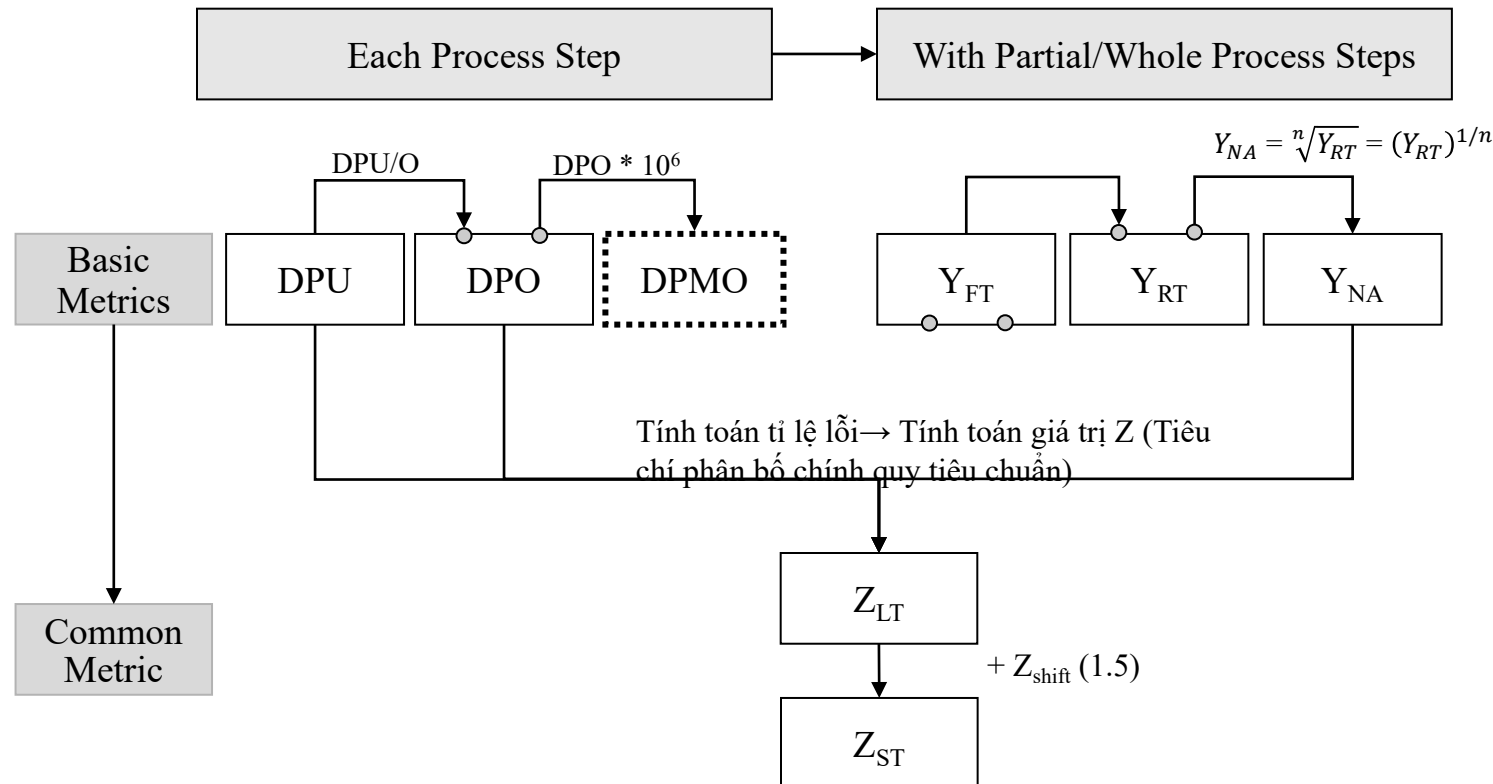 Each Process Step
With Partial/Whole Process Steps
DPU/O
DPO * 10⁶
Y_NA = ⁿ√Y_RT = (Y_RT)^{1/n}
Basic
Metrics
DPU
DPO
DPMO
Y_FT
Y_RT
Y_NA
Tính toán tỉ lệ lỗi→ Tính toán giá trị Z (Tiêu
chí phân bố chính quy tiêu chuẩn)
Z_LT
Common
Metric
+ Z_shift (1.5)
Z_ST